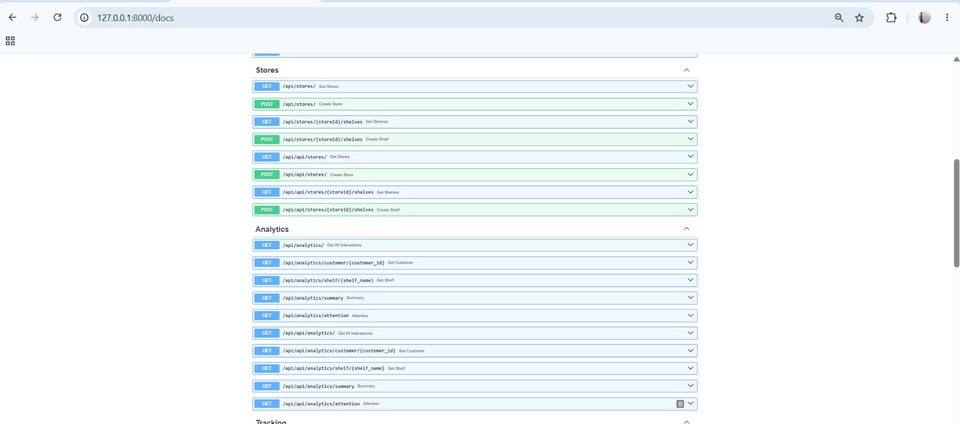 127.0.0.1:8000/docs
Stores
GET /api/stores/ Get Stores
POST /api/stores/ Create Store
GET /api/stores/{storeId}/shelves Get Shelves
POST /api/stores/{storeId}/shelves Create Shelf
GET /api/api/stores/ Get Stores
POST /api/api/stores/ Create Store
GET /api/api/stores/{storeId}/shelves Get Shelves
POST /api/api/stores/{storeId}/shelves Create Shelf
Analytics
GET /api/analytics/ Get All Interactions
GET /api/analytics/customer/{customer_id} Get Customer
GET /api/analytics/shelf/{shelf_name} Get Shelf
GET /api/analytics/summary Summary
GET /api/analytics/attention Attention
GET /api/api/analytics/ Get All Interactions
GET /api/api/analytics/customer/{customer_id} Get Customer
GET /api/api/analytics/shelf/{shelf_name} Get Shelf
GET /api/api/analytics/summary Summary
GET /api/api/analytics/attention Attention
Tracking